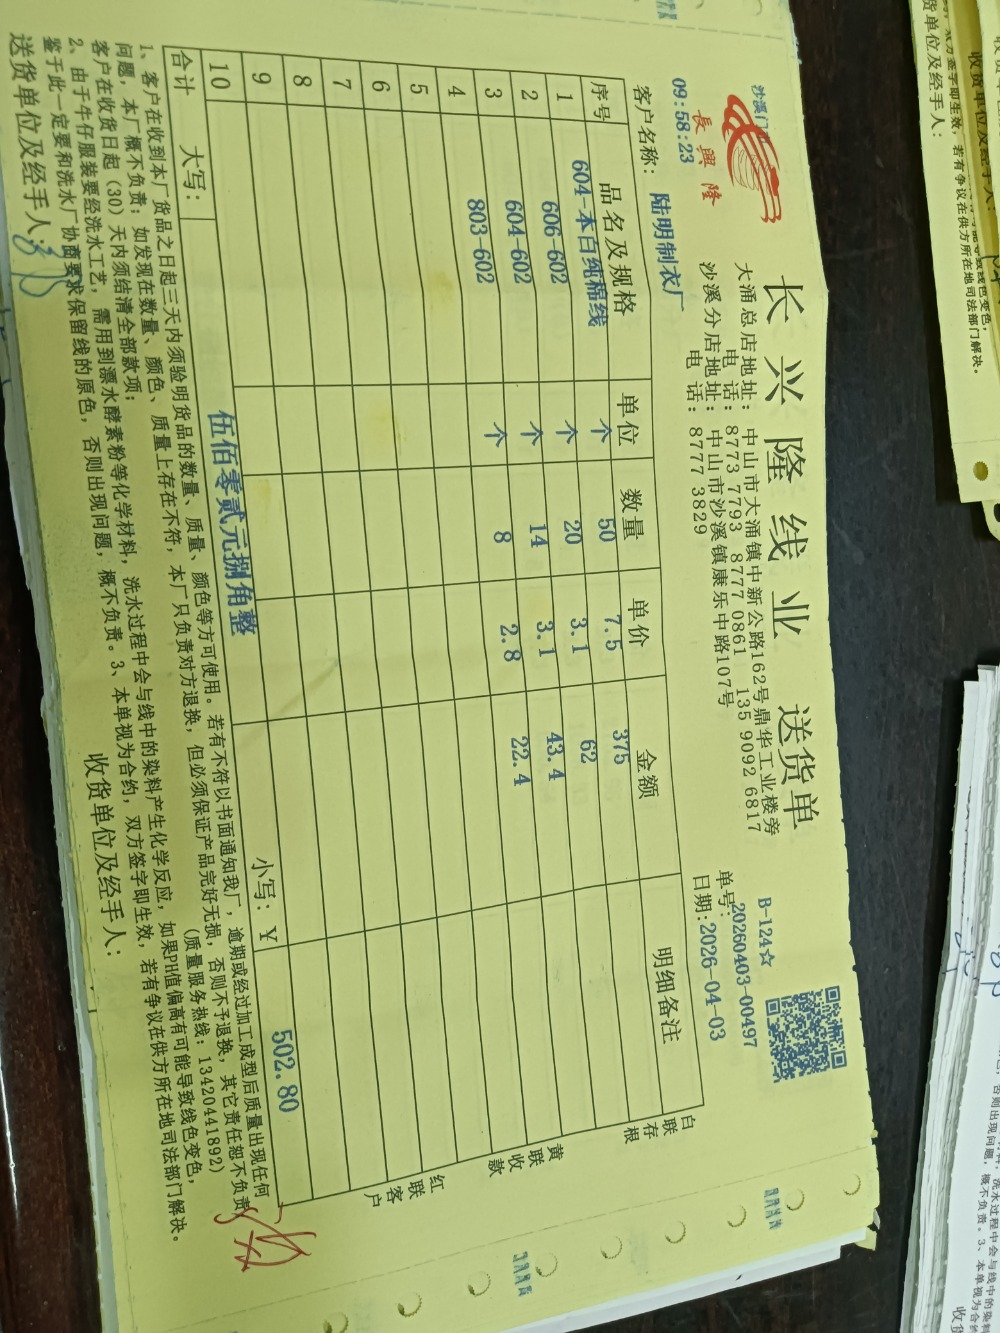 長興隆
沙溪门
09:58:23
长兴隆线业 送货单
大涌总店地址：中山市大涌镇中新公路162号鼎华工业楼旁
电话：8773 7793 8777 0861 135 9092 6817
沙溪分店地址：中山市沙溪镇康乐中路107号
电话：8777 3829
B-124☆
单号：20260403-00497
日期：2026-04-03
客户名称：陆明制衣厂
序号 品名及规格 单位 数量 单价 金额 明细备注
1 604-本白纯棉线 个 50 7.5 375
2 606-602 个 20 3.1 62
3 604-602 个 14 3.1 43.4
4 803-602 个 8 2.8 22.4
5
6
7
8
9
10
合计 大写：伍佰零贰元捌角整 小写：¥ 502.80
1、客户在收到本厂货品之日起三天内须验明货品的数量、质量、颜色等方可使用。若有不符以书面通知我厂，逾期或经过加工成型后质量出现任何
问题，本厂概不负责；如发现在数量、颜色、质量上存在不符，本厂只负责对方退换，但必须保证产品完好无损，否则不予退换，其它责任恕不负责
客户在收货日起（30）天内须结清全部款项； （质量服务热线：13420441892）
2、由于牛仔服装要经洗水工艺，需用到漂水酵素粉等化学材料，洗水过程中会与线中的染料产生化学反应，如果PH值偏高有可能导致线色变色，
鉴于此一定要和洗水厂协商要求保留线的原色，否则出现问题，概不负责。3、本单视为合约，双方签字即生效，若有争议在供方所在地司法部门解决。
送货单位及经手人： 收货单位及经手人：
白联存根
黄联收款
红联客户